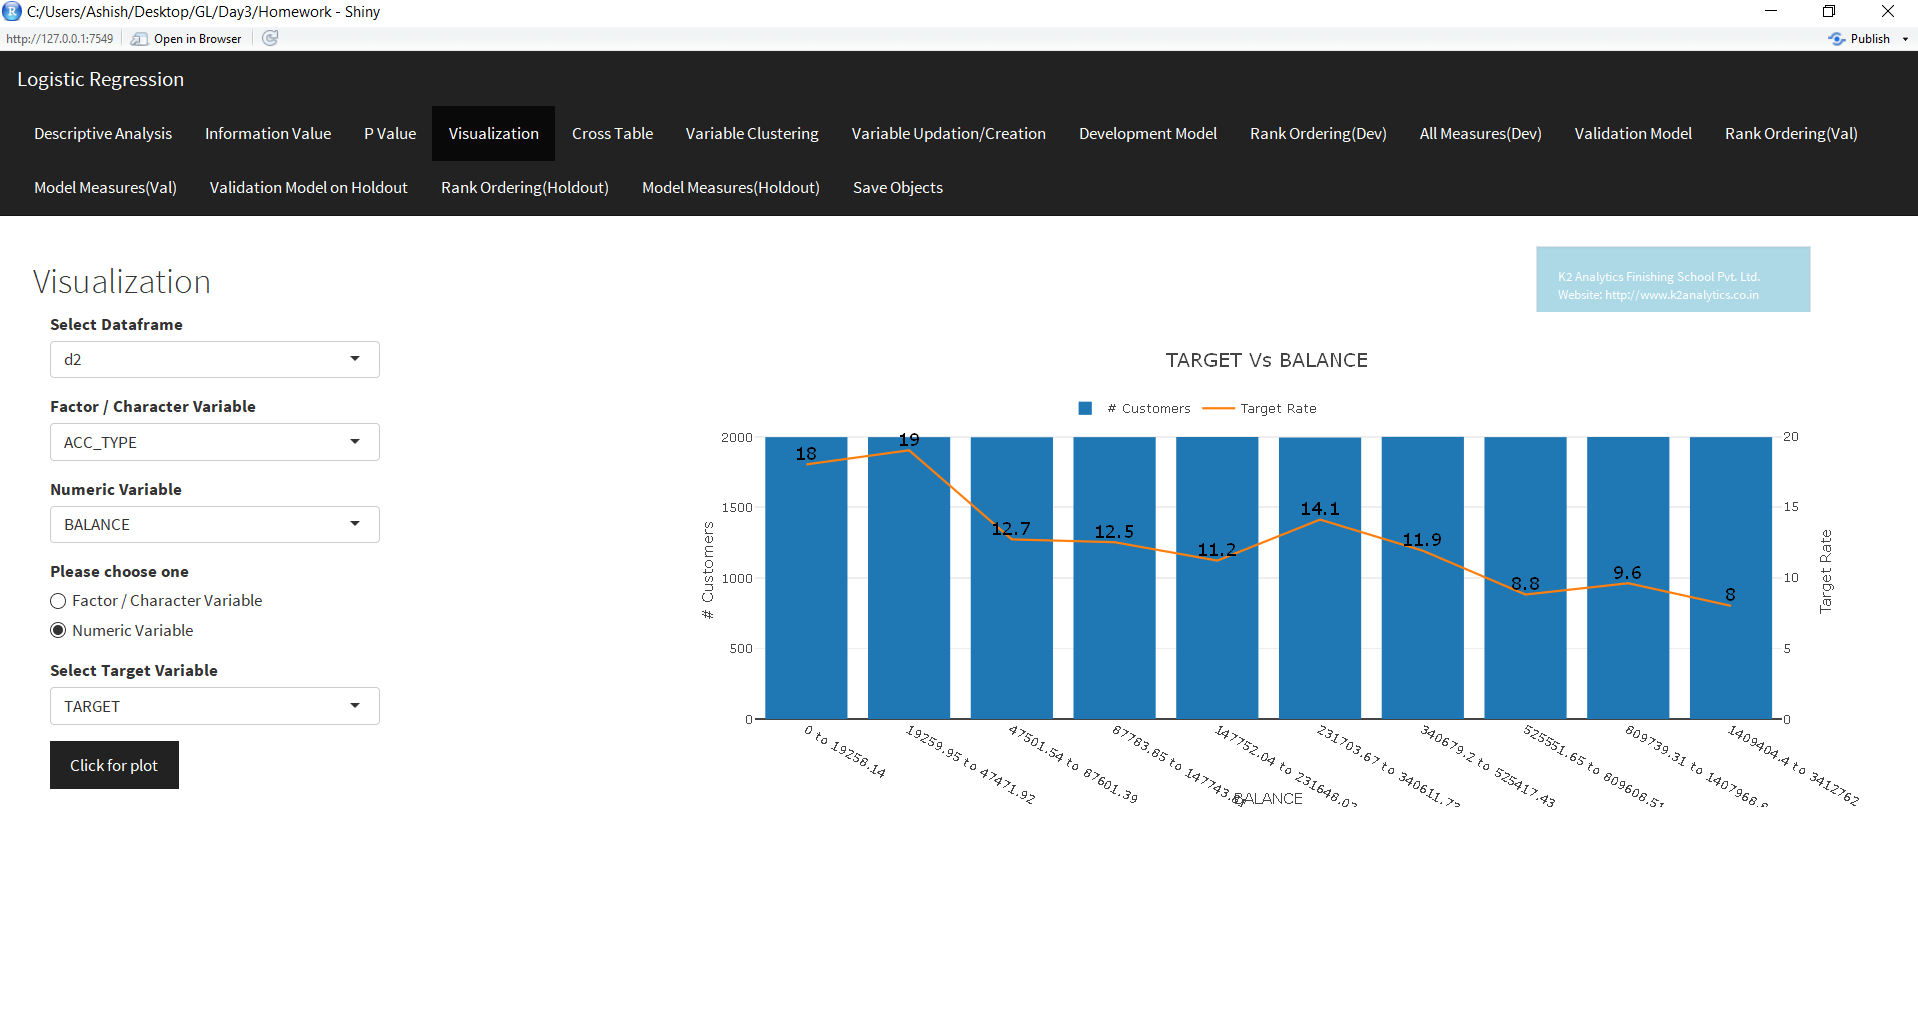 C:/Users/Ashish/Desktop/GL/Day3/Homework - Shiny
http://127.0.0.1:7549 Open in Browser Publish
Logistic Regression
Descriptive Analysis Information Value P Value Visualization Cross Table Variable Clustering Variable Updation/Creation Development Model Rank Ordering(Dev) All Measures(Dev) Validation Model Rank Ordering(Val)
Model Measures(Val) Validation Model on Holdout Rank Ordering(Holdout) Model Measures(Holdout) Save Objects
K2 Analytics Finishing School Pvt. Ltd.
Website: http://www.k2analytics.co.in
Visualization
Select Dataframe
d2
Factor / Character Variable
ACC_TYPE
Numeric Variable
BALANCE
Please choose one
Factor / Character Variable
Numeric Variable
Select Target Variable
TARGET
Click for plot
TARGET Vs BALANCE
# Customers Target Rate
2000
1500
1000
500
0
# Customers
18
19
12.7
12.5
11.2
14.1
11.9
8.8
9.6
8
20
15
10
5
0
Target Rate
0 to 19256.14
19259.95 to 47471.92
47501.54 to 87601.39
87783.85 to
147752.04 to
231703.67 to
340679.2 to 525417.43
525551.65 to
809739.31 to
1409404.4 to 3412762
BALANCE